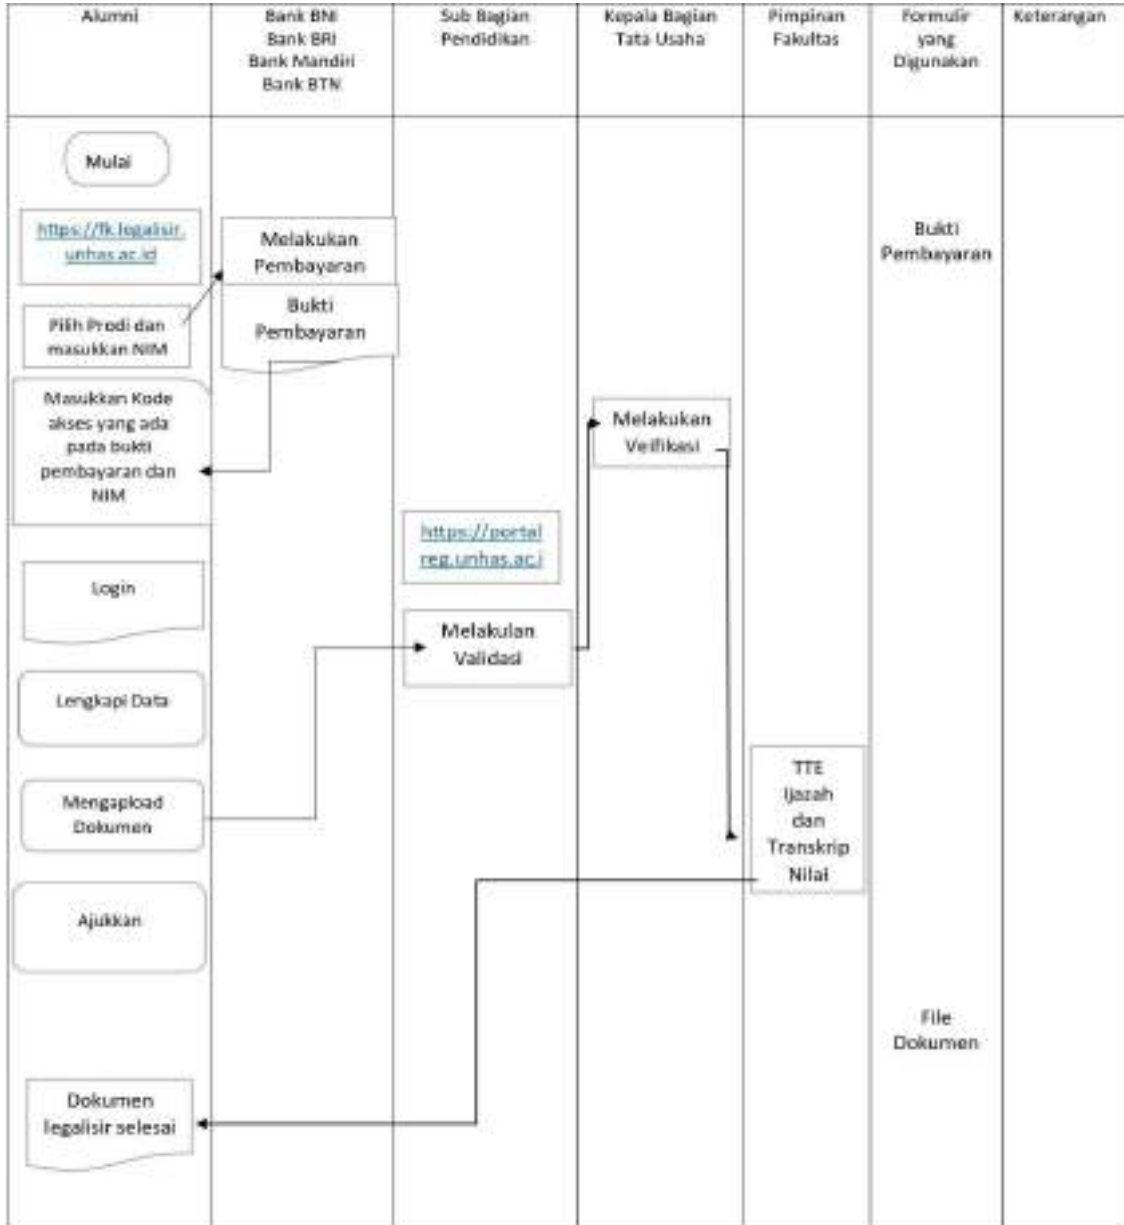 Alumni
Bank BNI
Bank BRI
Bank Mandiri
Bank BTN
Sub Bagian
Pendidikan
Kepala Bagian
Tata Usaha
Pimpinan
Fakultas
Formulir
yang
Digunakan
Keterangan
Mulai
https://fk.legalisir.
unhas.ac.id
Melakukan
Pembayaran
Bukti
Pembayaran
Pilih Prodi dan
masukkan NIM
Bukti
Pembayaran
Masukkan Kode
akses yang ada
pada bukti
pembayaran dan
NIM
Melakukan
Veifikasi
https://portal
reg.unhas.ac.i
Login
Melakulan
Validasi
Lengkapi Data
Mengapload
Dokumen
TTE
Ijazah
dan
Transkrip
Nilai
Ajukkan
File
Dokumen
Dokumen
legalisir selesai